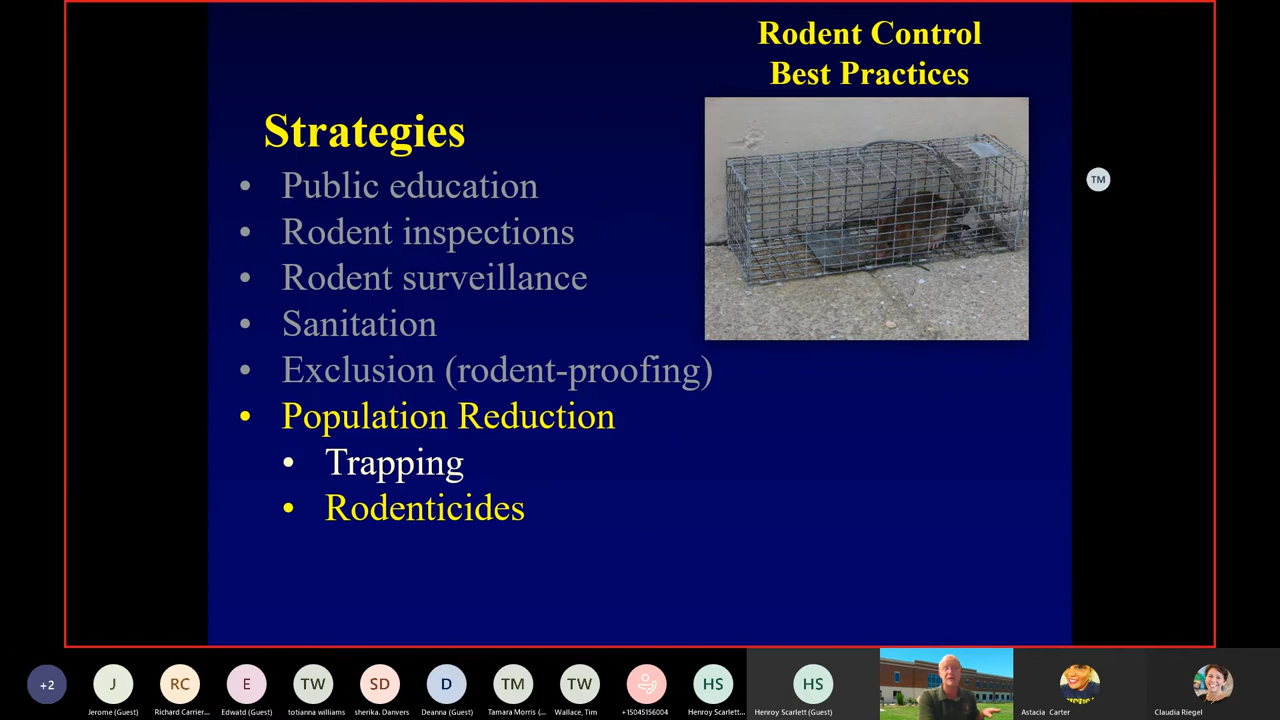 Rodent Control
Best Practices
Strategies
• Public education
• Rodent inspections
• Rodent surveillance
• Sanitation
• Exclusion (rodent-proofing)
• Population Reduction
• Trapping
• Rodenticides
TM
+2
J
RC
E
TW
SD
D
TM
TW
HS
HS
Jerome (Guest)
Richard Carrier...
Edwatd (Guest)
totianna williams
sherika. Danvers
Deanna (Guest)
Tamara Morris (...
Wallace, Tim
+15045156004
Henroy Scarlett...
Henroy Scarlett (Guest)
Astacia Carter
Claudia Riegel